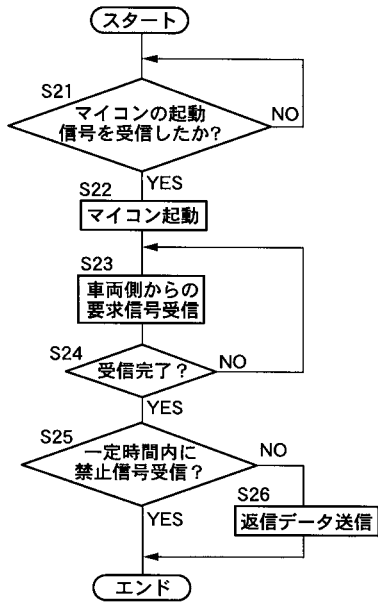 スタート
S21
マイコンの起動
信号を受信したか?
NO
YES
S22
マイコン起動
S23
車両側からの
要求信号受信
S24
受信完了?
NO
YES
S25
一定時間内に
禁止信号受信?
NO
YES
S26
返信データ送信
エンド